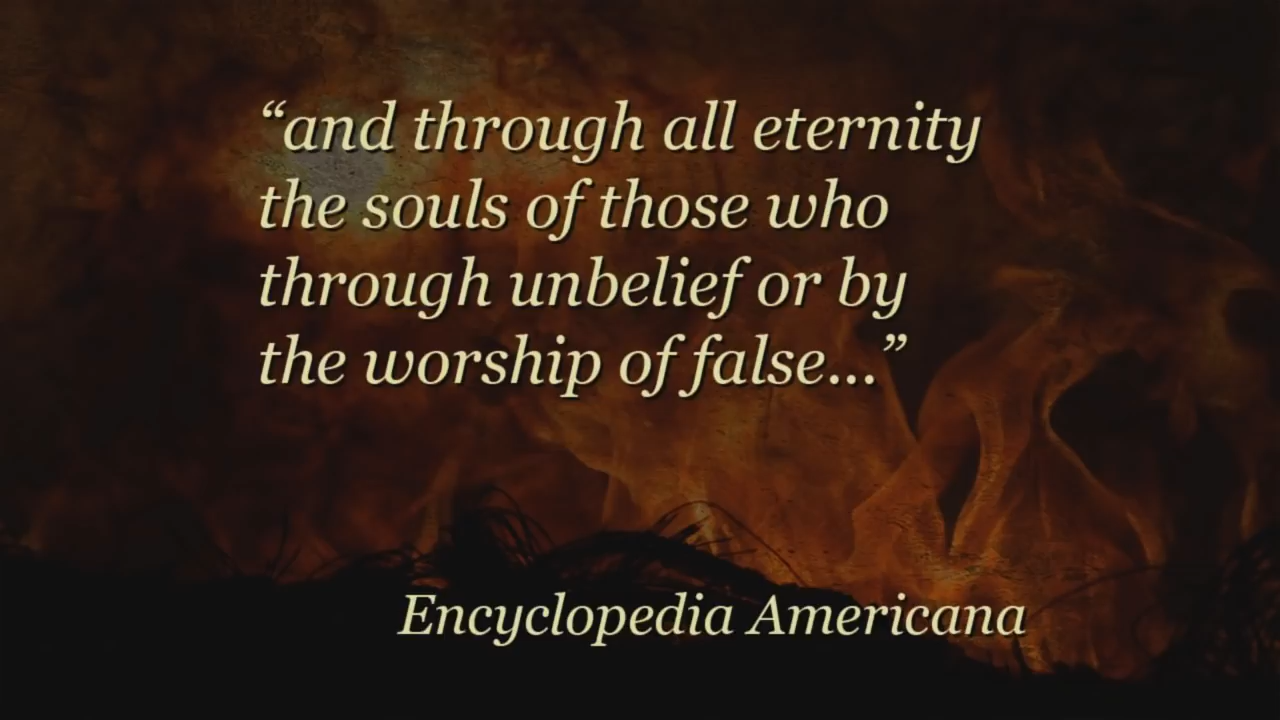 “and through all eternity
the souls of those who
through unbelief or by
the worship of false...”
Encyclopedia Americana